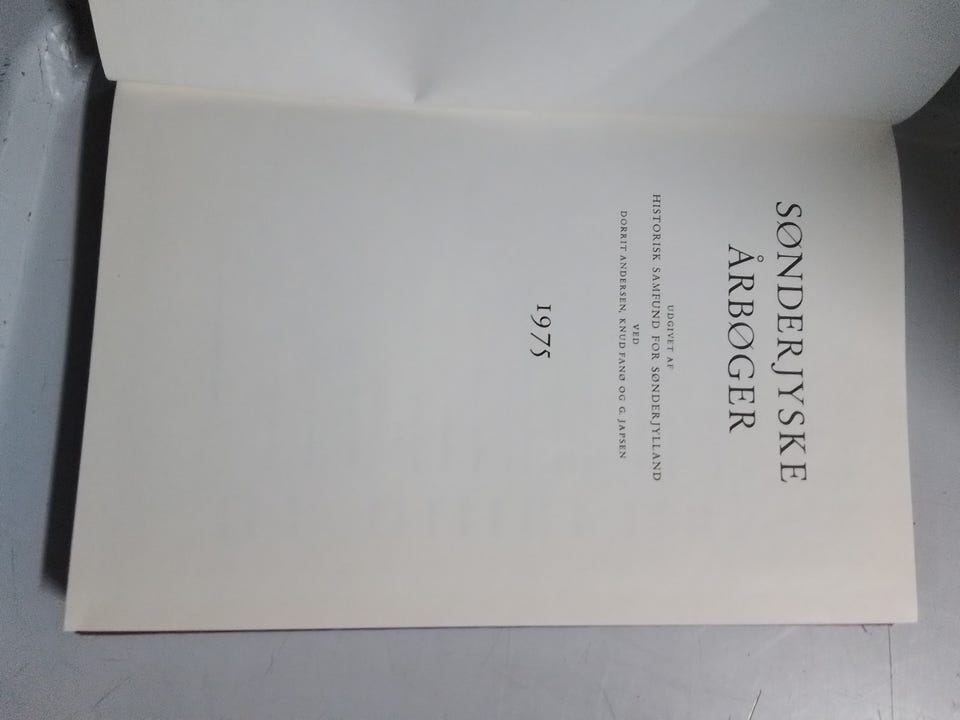 SØNDERJYSKE
ÅRBØGER
UDGIVET AF
HISTORISK SAMFUND FOR SØNDERJYLLAND
VED
DORRIT ANDERSEN, KNUD FANØ OG G. JAPSEN
1975